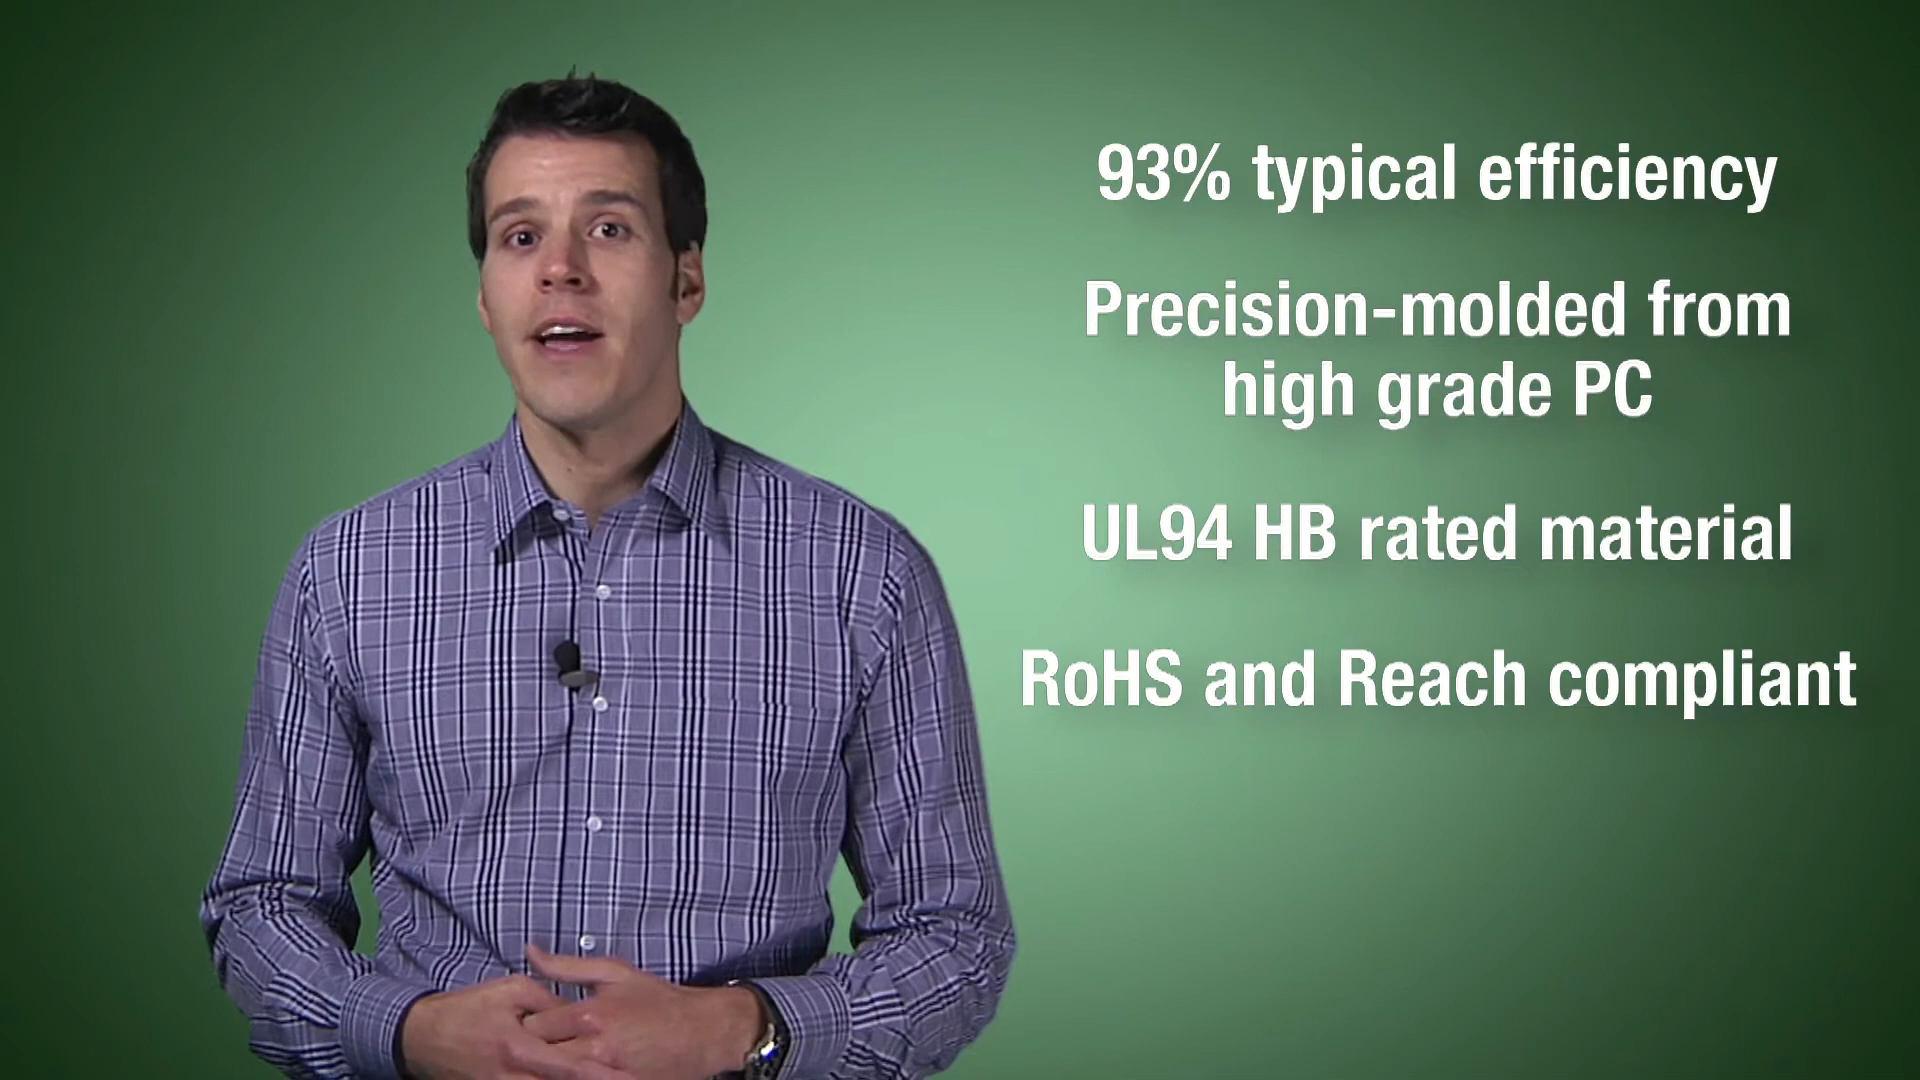 93% typical efficiency
Precision-molded from
high grade PC
UL94 HB rated material
RoHS and Reach compliant